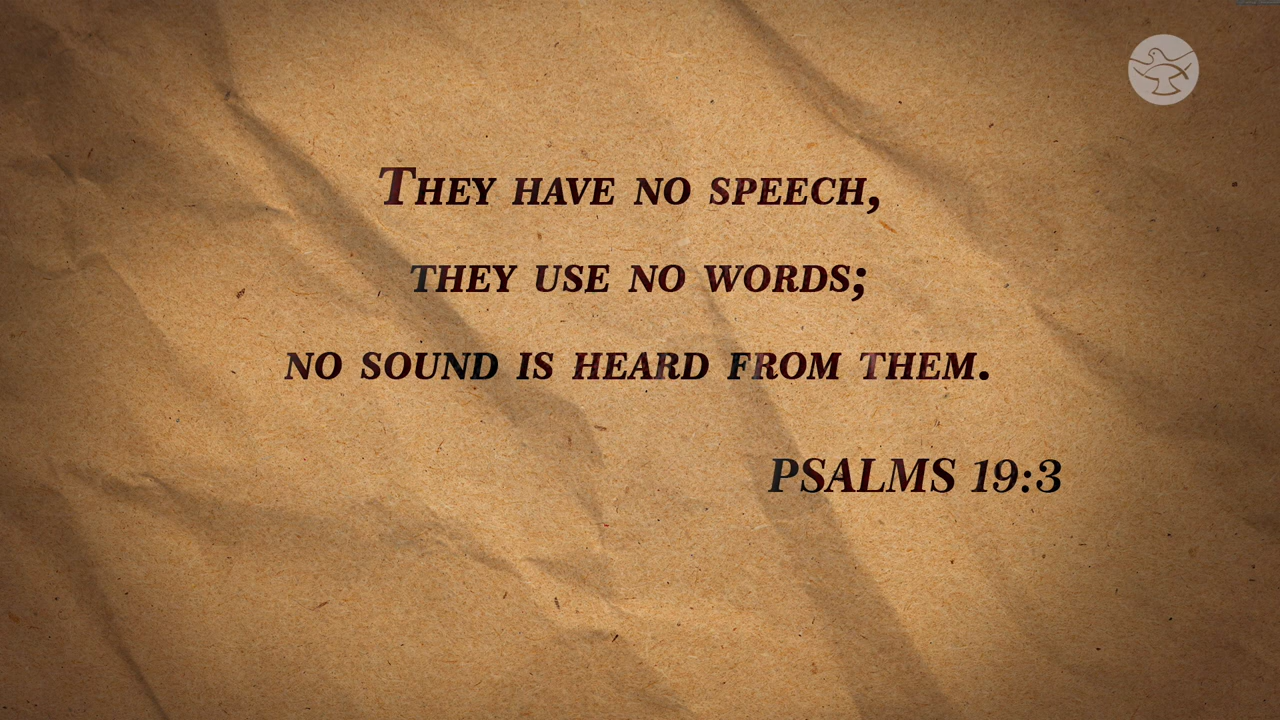 They have no speech,
they use no words;
no sound is heard from them.
PSALMS 19:3